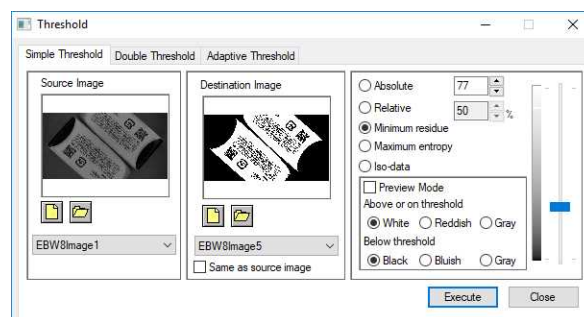 Threshold
Simple Threshold Double Threshold Adaptive Threshold
Source Image
EBW8Image1
Destination Image
EBW8Image5
Same as source image
Absolute 77
Relative 50 %
Minimum residue
Maximum entropy
Iso-data
Preview Mode
Above or on threshold
White Reddish Gray
Below threshold
Black Bluish Gray
Execute Close